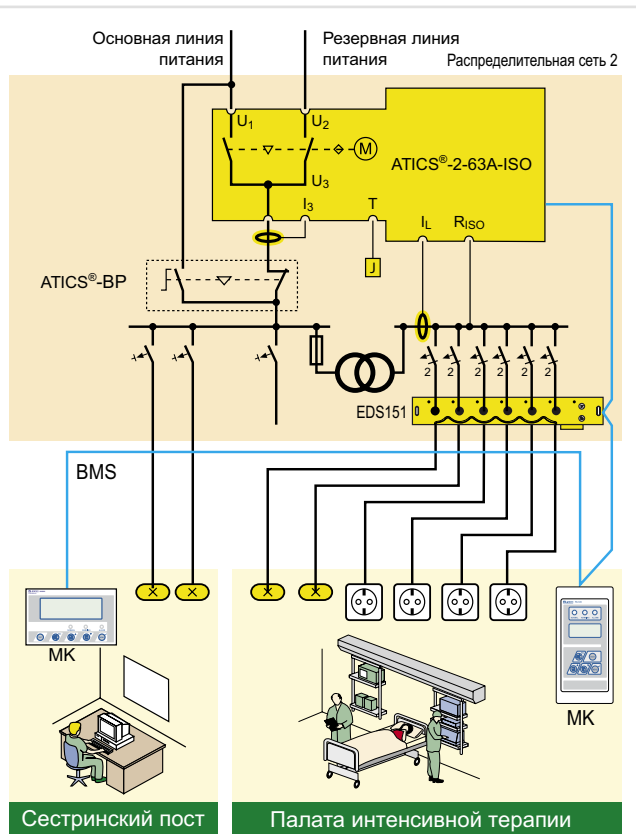 Основная линия
питания
Резервная линия
питания
Распределительная сеть 2
U1
U2
M
ATICS®-2-63A-ISO
U3
I3
T
IL
RISO
J
ATICS®-BP
2 2 2 2 2 2
EDS151
BMS
MK
MK
Сестринский пост
Палата интенсивной терапии